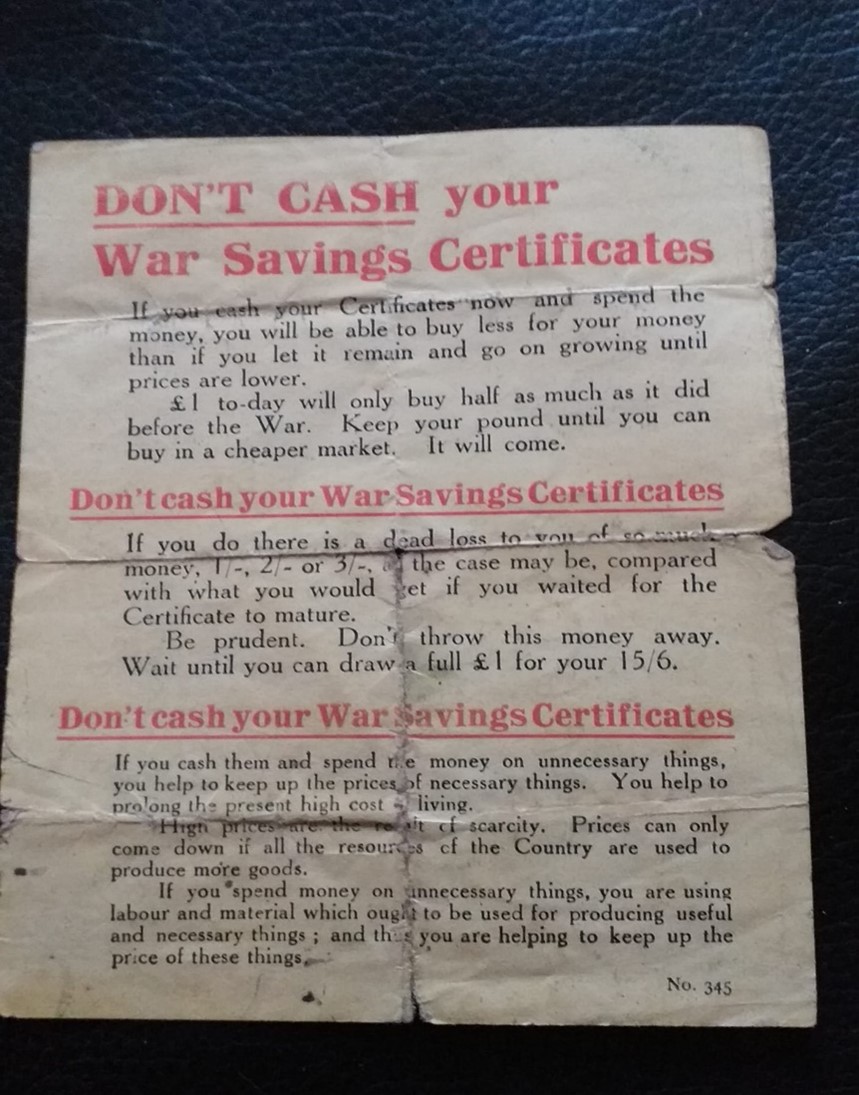 DON'T CASH your
War Savings Certificates
If you cash your Certificates now and spend the
money, you will be able to buy less for your money
than if you let it remain and go on growing until
prices are lower.
£1 to-day will only buy half as much as it did
before the War. Keep your pound until you can
buy in a cheaper market. It will come.
Don't cash your War Savings Certificates
If you do there is a dead loss to you of so much
money, 1/-, 2/- or 3/-, as the case may be, compared
with what you would get if you waited for the
Certificate to mature.
Be prudent. Don't throw this money away.
Wait until you can draw a full £1 for your 15/6.
Don't cash your War Savings Certificates
If you cash them and spend the money on unnecessary things,
you help to keep up the prices of necessary things. You help to
prolong the present high cost of living.
High prices are the result of scarcity. Prices can only
come down if all the resources of the Country are used to
produce more goods.
If you spend money on unnecessary things, you are using
labour and material which ought to be used for producing useful
and necessary things ; and thus you are helping to keep up the
price of these things.
No. 345